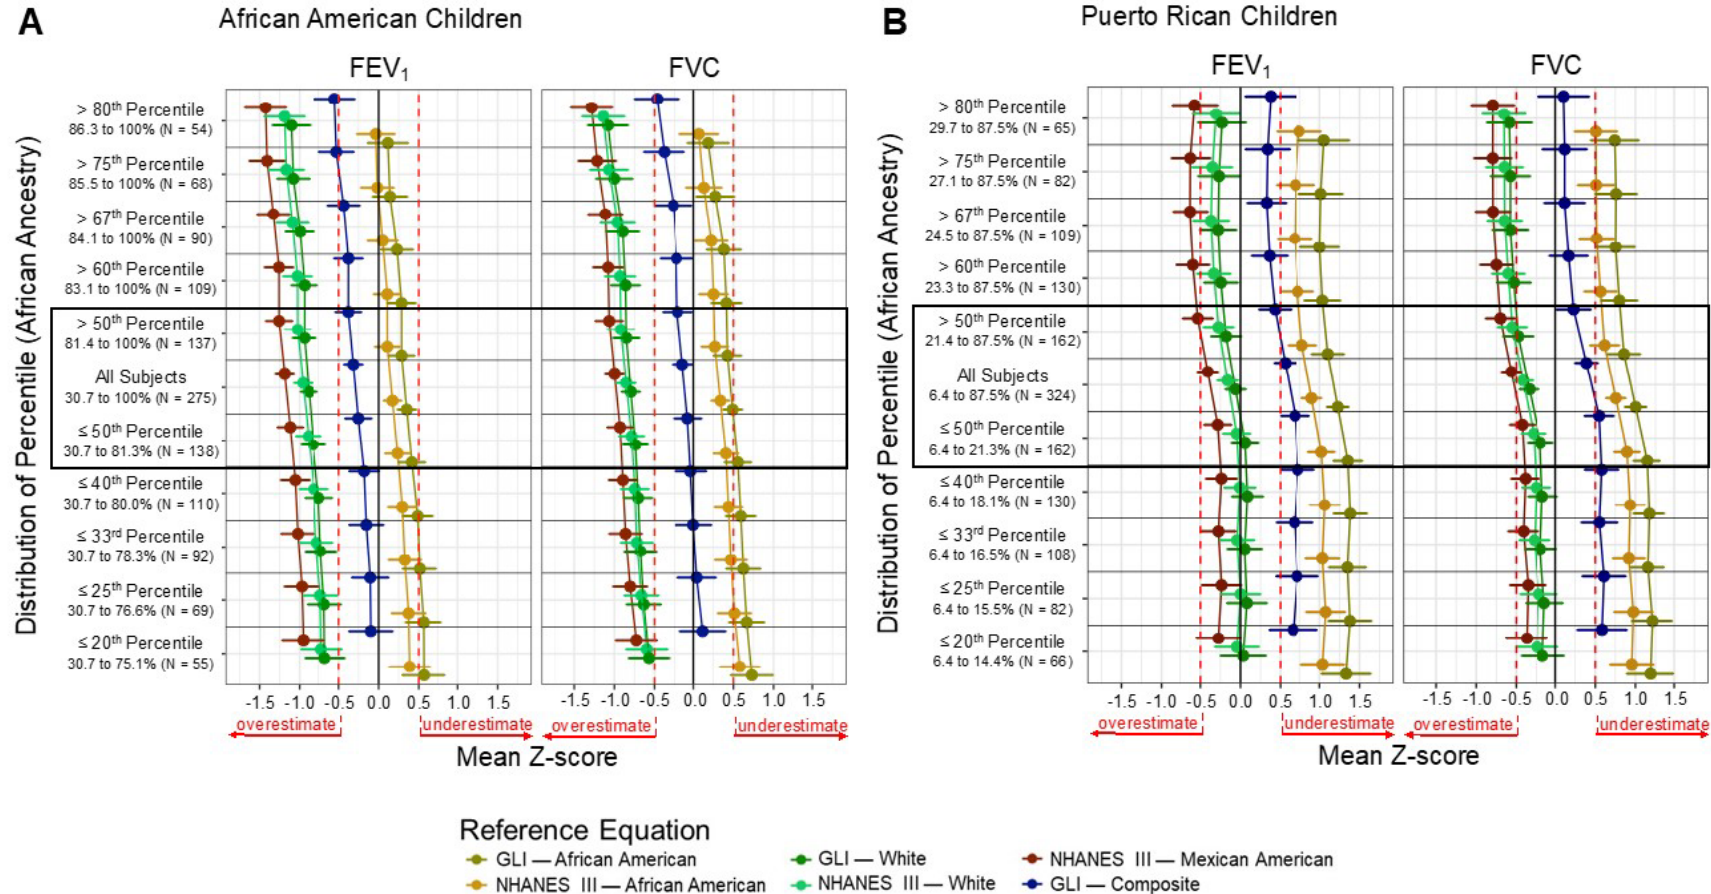 A
African American Children
B
Puerto Rican Children
FEV1
FVC
FEV1
FVC
Distribution of Percentile (African Ancestry)
> 80th Percentile
86.3 to 100% (N = 54)
> 75th Percentile
85.5 to 100% (N = 68)
> 67th Percentile
84.1 to 100% (N = 90)
> 60th Percentile
83.1 to 100% (N = 109)
> 50th Percentile
81.4 to 100% (N = 137)
All Subjects
30.7 to 100% (N = 275)
≤ 50th Percentile
30.7 to 81.3% (N = 138)
≤ 40th Percentile
30.7 to 80.0% (N = 110)
≤ 33rd Percentile
30.7 to 78.3% (N = 92)
≤ 25th Percentile
30.7 to 76.6% (N = 69)
≤ 20th Percentile
30.7 to 75.1% (N = 55)
-1.5 -1.0 -0.5 0.0 0.5 1.0 1.5
-1.5 -1.0 -0.5 0.0 0.5 1.0 1.5
overestimate underestimate
overestimate underestimate
Mean Z-score
Distribution of Percentile (African Ancestry)
> 80th Percentile
29.7 to 87.5% (N = 65)
> 75th Percentile
27.1 to 87.5% (N = 82)
> 67th Percentile
24.5 to 87.5% (N = 109)
> 60th Percentile
23.3 to 87.5% (N = 130)
> 50th Percentile
21.4 to 87.5% (N = 162)
All Subjects
6.4 to 87.5% (N = 324)
≤ 50th Percentile
6.4 to 21.3% (N = 162)
≤ 40th Percentile
6.4 to 18.1% (N = 130)
≤ 33rd Percentile
6.4 to 16.5% (N = 108)
≤ 25th Percentile
6.4 to 15.5% (N = 82)
≤ 20th Percentile
6.4 to 14.4% (N = 66)
-1.5 -1.0 -0.5 0.0 0.5 1.0 1.5
-1.5 -1.0 -0.5 0.0 0.5 1.0 1.5
overestimate underestimate
overestimate underestimate
Mean Z-score
Reference Equation
GLI — African American
GLI — White
NHANES III — Mexican American
NHANES III — African American
NHANES III — White
GLI — Composite